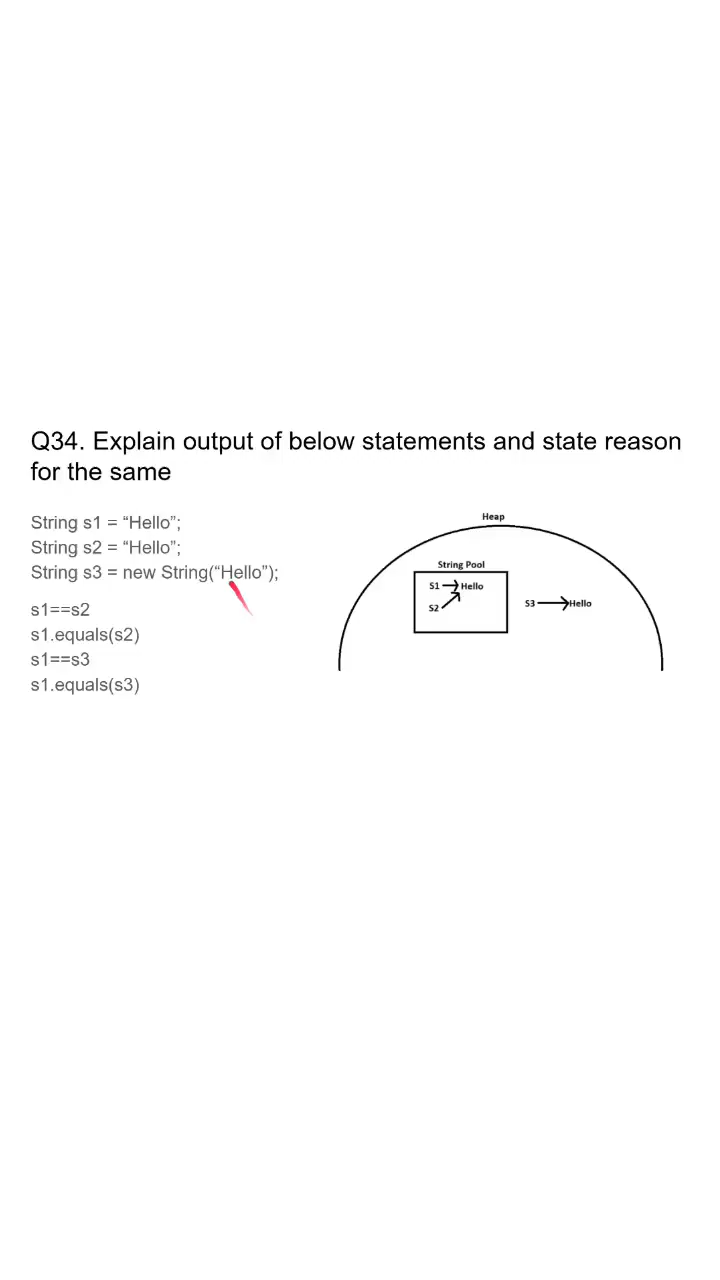 Q34. Explain output of below statements and state reason
for the same
String s1 = “Hello”;
String s2 = “Hello”;
String s3 = new String(“Hello”);
s1==s2
s1.equals(s2)
s1==s3
s1.equals(s3)
Heap
String Pool
S1 Hello
S2
S3 Hello